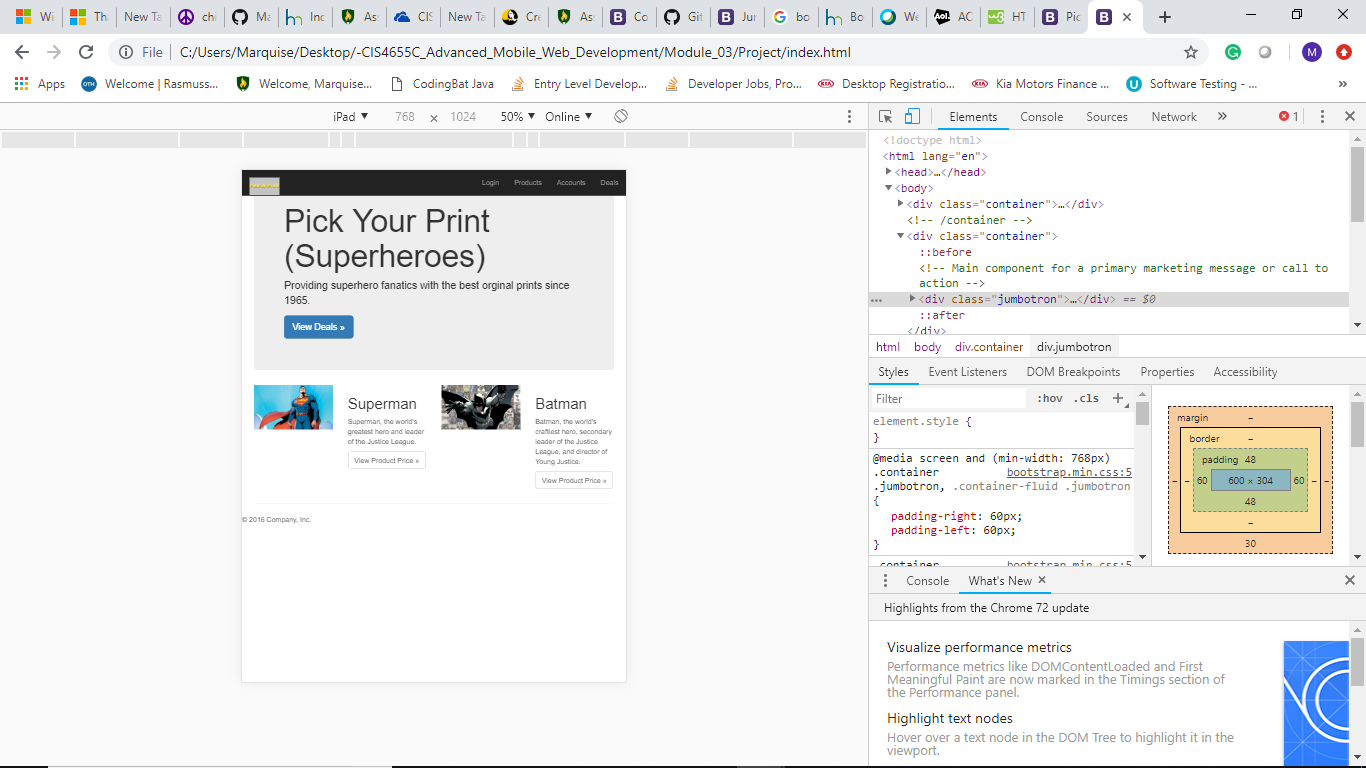 Wi
Th
New Ta
chi
Ma
Inc
As
CIS
New Ta
Cre
As
Co
Git
Ju
bo
Bo
We
AC
HT
Pic
File
C:/Users/Marquise/Desktop/-CIS4655C_Advanced_Mobile_Web_Development/Module_03/Project/index.html
M
Apps
Welcome | Rasmuss...
Welcome, Marquise...
CodingBat Java
Entry Level Develop...
Developer Jobs, Pro...
Desktop Registratio...
Kia Motors Finance ...
Software Testing - ...
»
iPad ▼ 768 × 1024 50% ▼ Online ▼
Elements Console Sources Network » 1
<!doctype html>
<html lang="en">
<head>…</head>
<body>
<div class="container">…</div>
<!-- /container -->
<div class="container">
::before
<!-- Main component for a primary marketing message or call to
action -->
<div class="jumbotron">…</div> == $0
::after
</div>
html body div.container div.jumbotron
Styles Event Listeners DOM Breakpoints Properties Accessibility
Filter :hov .cls +
element.style {
}
@media screen and (min-width: 768px)
.container bootstrap.min.css:5
.jumbotron, .container-fluid .jumbotron
{
padding-right: 60px;
padding-left: 60px;
}
.container bootstrap.min.css:5
margin –
border –
padding 48
– – 60 600 × 304 60 – –
48
–
30
Console What's New ×
Highlights from the Chrome 72 update
Visualize performance metrics
Performance metrics like DOMContentLoaded and First
Meaningful Paint are now marked in the Timings section of
the Performance panel.
Highlight text nodes
Hover over a text node in the DOM Tree to highlight it in the
viewport.
Login Products Accounts Deals
Pick Your Print
(Superheroes)
Providing superhero fanatics with the best orginal prints since
1965.
View Deals »
Superman
Superman, the world's
greatest hero and leader
of the Justice League.
View Product Price »
Batman
Batman, the world's
craftiest hero, secondary
leader of the Justice
League, and director of
Young Justice.
View Product Price »
© 2016 Company, Inc.